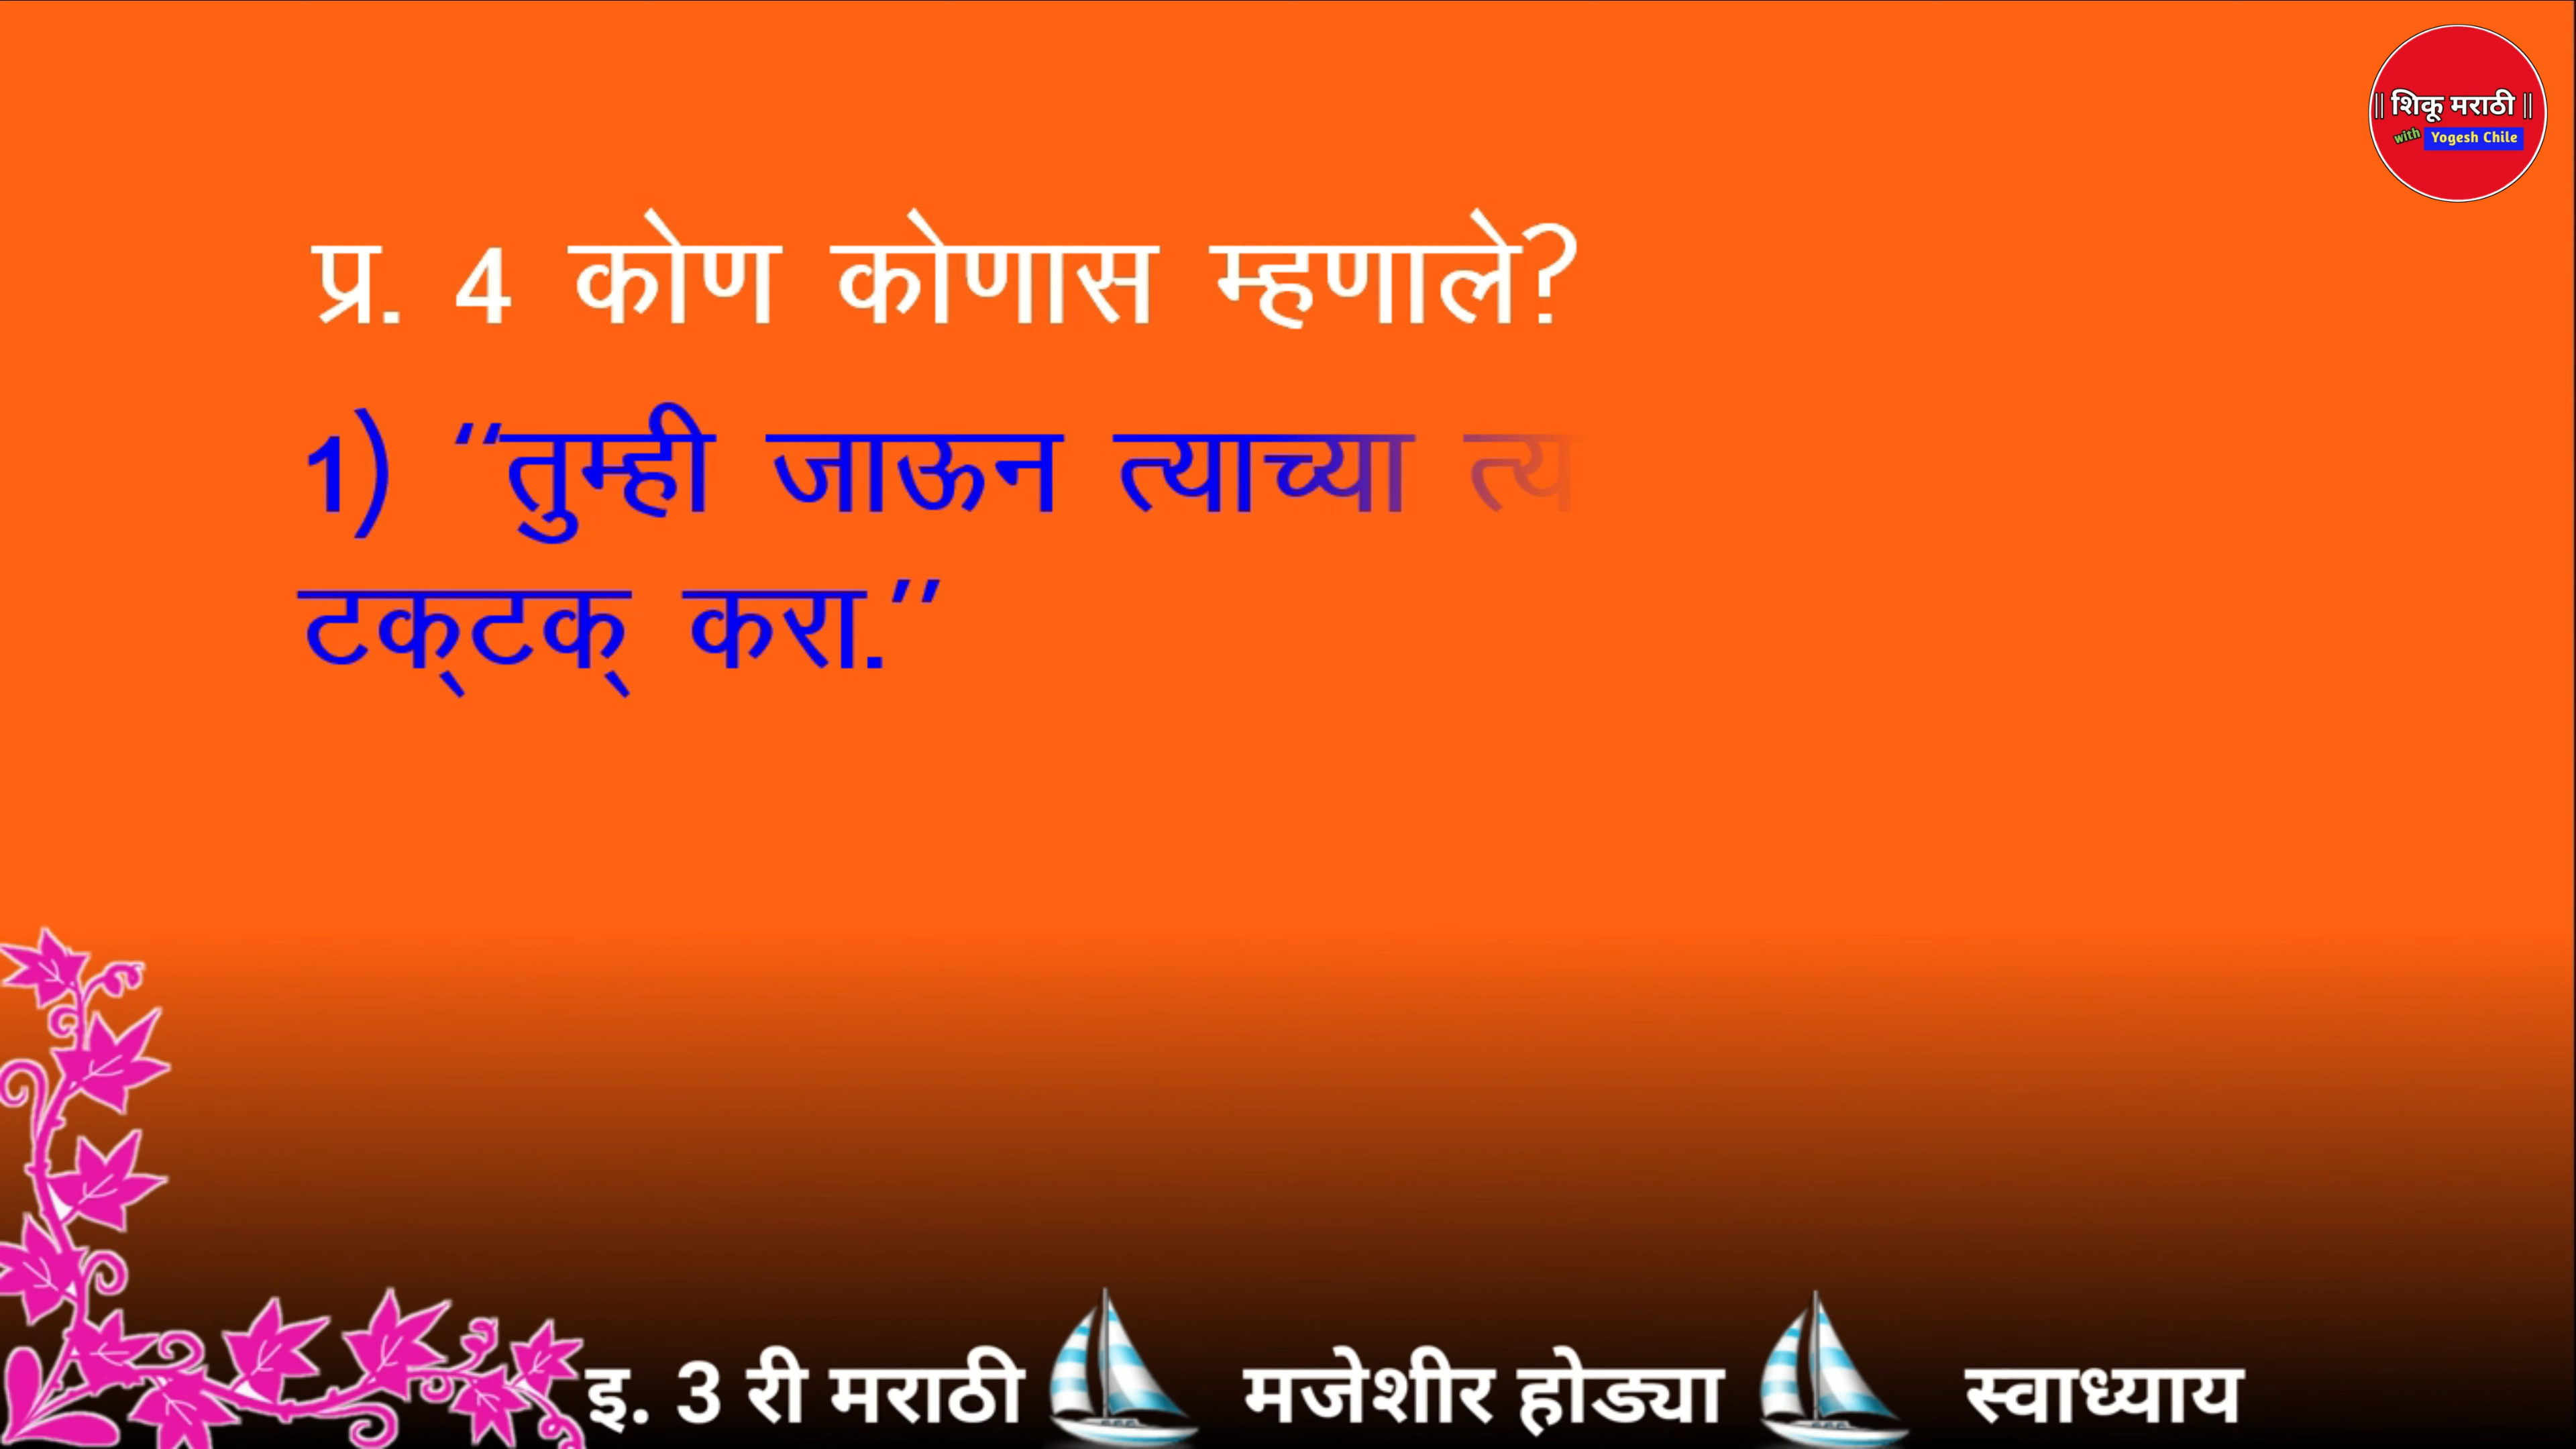 || शिकू मराठी ||
with Yogesh Chile
प्र. 4 कोण कोणास म्हणाले?
1) “तुम्ही जाऊन त्याच्या
टक्‌टक्‌ करा.”
इ. 3 री मराठी मजेशीर होड्या स्वाध्याय